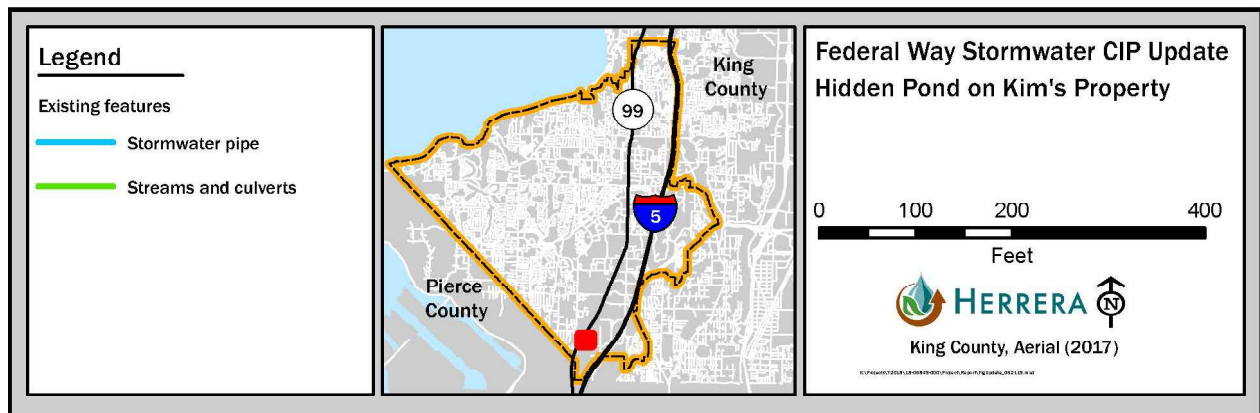 Legend
Existing features
Stormwater pipe
Streams and culverts
King
County
99
5
Pierce
County
Federal Way Stormwater CIP Update
Hidden Pond on Kim's Property
0 100 200 400
Feet
HERRERA N
King County, Aerial (2017)